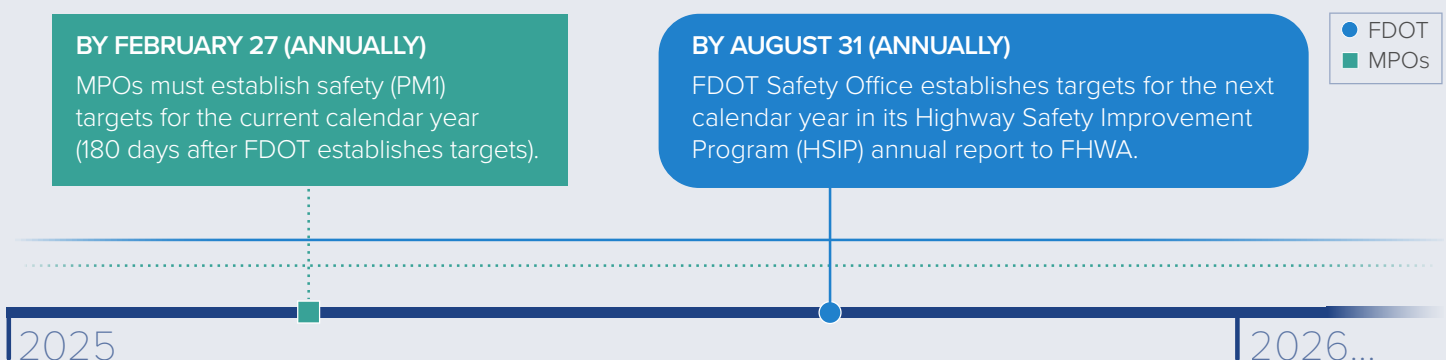 BY FEBRUARY 27 (ANNUALLY)
MPOs must establish safety (PM1)
targets for the current calendar year
(180 days after FDOT establishes targets).
BY AUGUST 31 (ANNUALLY)
FDOT Safety Office establishes targets for the next
calendar year in its Highway Safety Improvement
Program (HSIP) annual report to FHWA.
FDOT
MPOs
2025
2026...